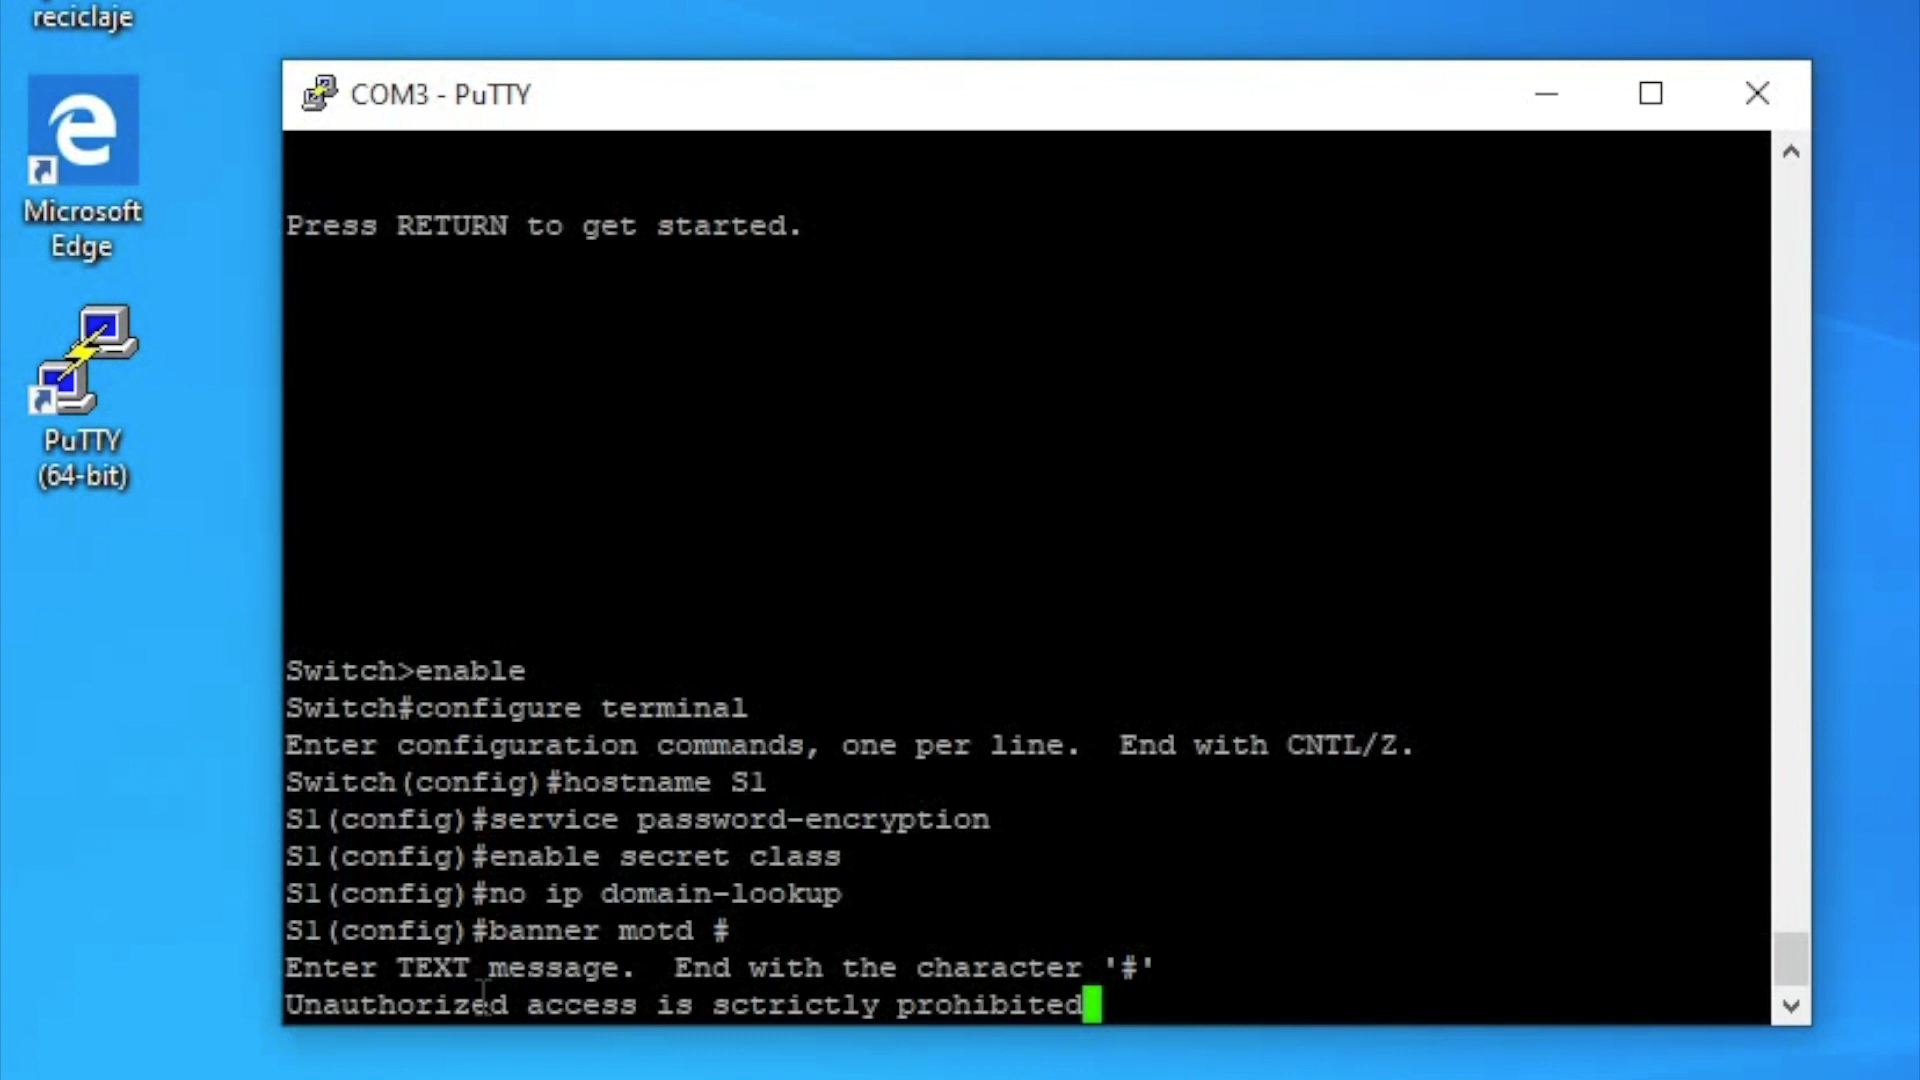 reciclaje
Microsoft
Edge
PuTTY
(64-bit)
COM3 - PuTTY
Press RETURN to get started.
Switch>enable
Switch#configure terminal
Enter configuration commands, one per line.  End with CNTL/Z.
Switch(config)#hostname S1
S1(config)#service password-encryption
S1(config)#enable secret class
S1(config)#no ip domain-lookup
S1(config)#banner motd #
Enter TEXT message.  End with the character '#'
Unauthorized access is sctrictly prohibited